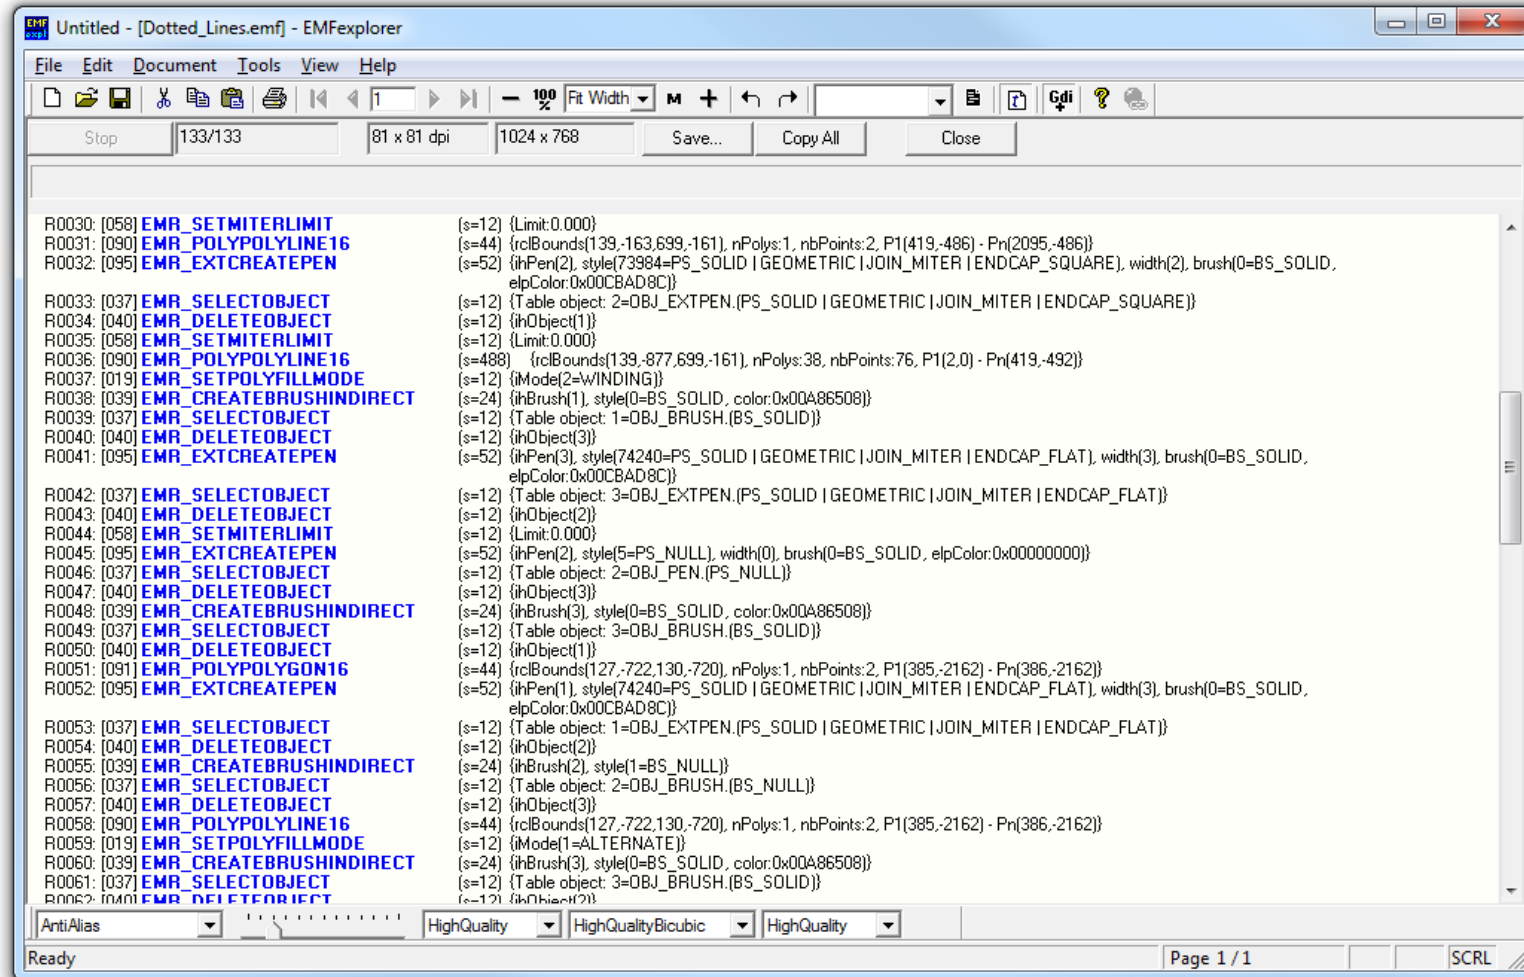 EMF expl Untitled - [Dotted_Lines.emf] - EMFexplorer
File Edit Document Tools View Help
1 100 % Fit Width M Gdi ?
Stop 133/133 81 x 81 dpi 1024 x 768 Save... Copy All Close
R0030: [058] EMR_SETMITERLIMIT (s=12) {Limit:0.000}
R0031: [090] EMR_POLYPOLYLINE16 (s=44) {rclBounds(139,-163,699,-161), nPolys:1, nbPoints:2, P1(419,-486) - Pn(2095,-486)}
R0032: [095] EMR_EXTCREATEPEN (s=52) {ihPen(2), style(73984=PS_SOLID | GEOMETRIC | JOIN_MITER | ENDCAP_SQUARE), width(2), brush(0=BS_SOLID,
elpColor:0x00CBAD8C)}
R0033: [037] EMR_SELECTOBJECT (s=12) {Table object: 2=OBJ_EXTPEN.(PS_SOLID | GEOMETRIC | JOIN_MITER | ENDCAP_SQUARE)}
R0034: [040] EMR_DELETEOBJECT (s=12) {ihObject(1)}
R0035: [058] EMR_SETMITERLIMIT (s=12) {Limit:0.000}
R0036: [090] EMR_POLYPOLYLINE16 (s=488) {rclBounds(139,-877,699,-161), nPolys:38, nbPoints:76, P1(2,0) - Pn(419,-492)}
R0037: [019] EMR_SETPOLYFILLMODE (s=12) {iMode(2=WINDING)}
R0038: [039] EMR_CREATEBRUSHINDIRECT (s=24) {ihBrush(1), style(0=BS_SOLID, color:0x00A86508)}
R0039: [037] EMR_SELECTOBJECT (s=12) {Table object: 1=OBJ_BRUSH.(BS_SOLID)}
R0040: [040] EMR_DELETEOBJECT (s=12) {ihObject(3)}
R0041: [095] EMR_EXTCREATEPEN (s=52) {ihPen(3), style(74240=PS_SOLID | GEOMETRIC | JOIN_MITER | ENDCAP_FLAT), width(3), brush(0=BS_SOLID,
elpColor:0x00CBAD8C)}
R0042: [037] EMR_SELECTOBJECT (s=12) {Table object: 3=OBJ_EXTPEN.(PS_SOLID | GEOMETRIC | JOIN_MITER | ENDCAP_FLAT)}
R0043: [040] EMR_DELETEOBJECT (s=12) {ihObject(2)}
R0044: [058] EMR_SETMITERLIMIT (s=12) {Limit:0.000}
R0045: [095] EMR_EXTCREATEPEN (s=52) {ihPen(2), style(5=PS_NULL), width(0), brush(0=BS_SOLID, elpColor:0x00000000)}
R0046: [037] EMR_SELECTOBJECT (s=12) {Table object: 2=OBJ_PEN.(PS_NULL)}
R0047: [040] EMR_DELETEOBJECT (s=12) {ihObject(3)}
R0048: [039] EMR_CREATEBRUSHINDIRECT (s=24) {ihBrush(3), style(0=BS_SOLID, color:0x00A86508)}
R0049: [037] EMR_SELECTOBJECT (s=12) {Table object: 3=OBJ_BRUSH.(BS_SOLID)}
R0050: [040] EMR_DELETEOBJECT (s=12) {ihObject(1)}
R0051: [091] EMR_POLYPOLYGON16 (s=44) {rclBounds(127,-722,130,-720), nPolys:1, nbPoints:2, P1(385,-2162) - Pn(386,-2162)}
R0052: [095] EMR_EXTCREATEPEN (s=52) {ihPen(1), style(74240=PS_SOLID | GEOMETRIC | JOIN_MITER | ENDCAP_FLAT), width(3), brush(0=BS_SOLID,
elpColor:0x00CBAD8C)}
R0053: [037] EMR_SELECTOBJECT (s=12) {Table object: 1=OBJ_EXTPEN.(PS_SOLID | GEOMETRIC | JOIN_MITER | ENDCAP_FLAT)}
R0054: [040] EMR_DELETEOBJECT (s=12) {ihObject(2)}
R0055: [039] EMR_CREATEBRUSHINDIRECT (s=24) {ihBrush(2), style(1=BS_NULL)}
R0056: [037] EMR_SELECTOBJECT (s=12) {Table object: 2=OBJ_BRUSH.(BS_NULL)}
R0057: [040] EMR_DELETEOBJECT (s=12) {ihObject(3)}
R0058: [090] EMR_POLYPOLYLINE16 (s=44) {rclBounds(127,-722,130,-720), nPolys:1, nbPoints:2, P1(385,-2162) - Pn(386,-2162)}
R0059: [019] EMR_SETPOLYFILLMODE (s=12) {iMode(1=ALTERNATE)}
R0060: [039] EMR_CREATEBRUSHINDIRECT (s=24) {ihBrush(3), style(0=BS_SOLID, color:0x00A86508)}
R0061: [037] EMR_SELECTOBJECT (s=12) {Table object: 3=OBJ_BRUSH.(BS_SOLID)}
R0062: [040] EMR_DELETEOBJECT (s=12) {ihObject(2)}
AntiAlias HighQuality HighQualityBicubic HighQuality
Ready Page 1 / 1 SCRL